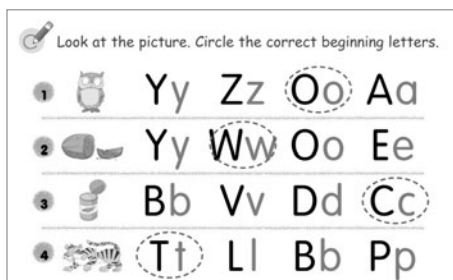 Look at the picture. Circle the correct beginning letters.
1 Yy Zz Oo Aa
2 Yy Ww Oo Ee
3 Bb Vv Dd Cc
4 Tt Ll Bb Pp